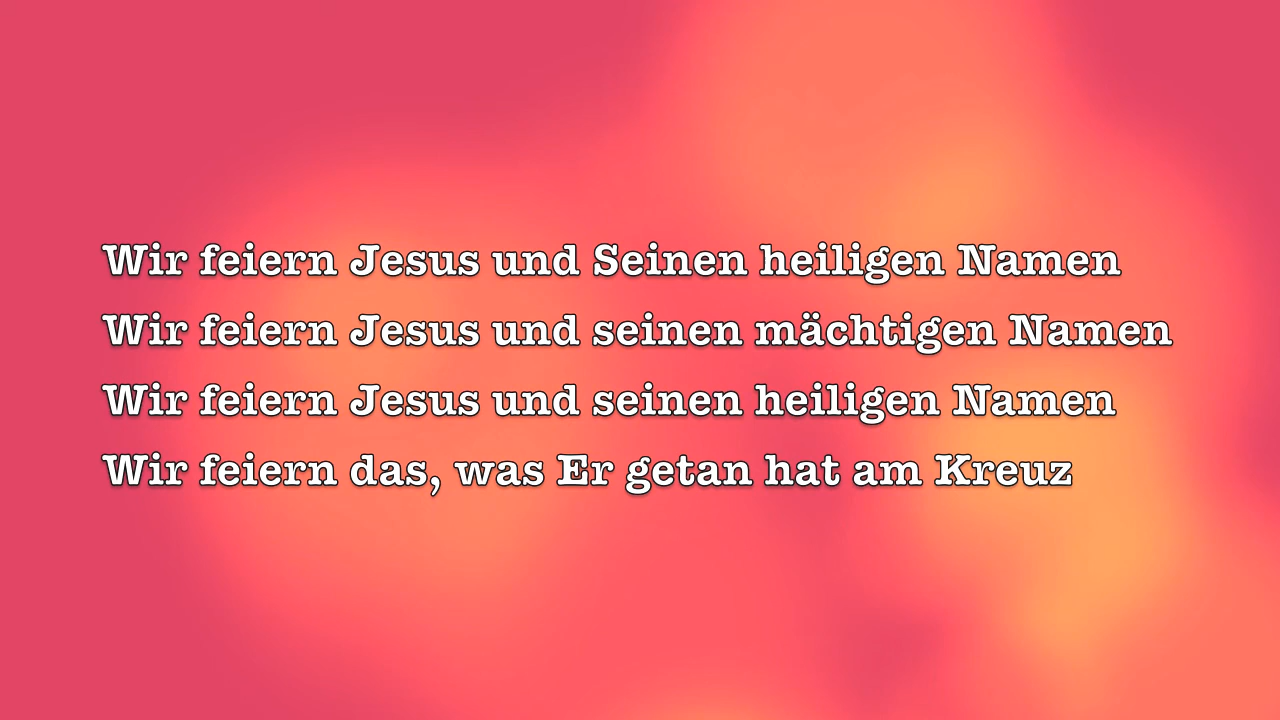 Wir feiern Jesus und Seinen heiligen Namen
Wir feiern Jesus und seinen mächtigen Namen
Wir feiern Jesus und seinen heiligen Namen
Wir feiern das, was Er getan hat am Kreuz